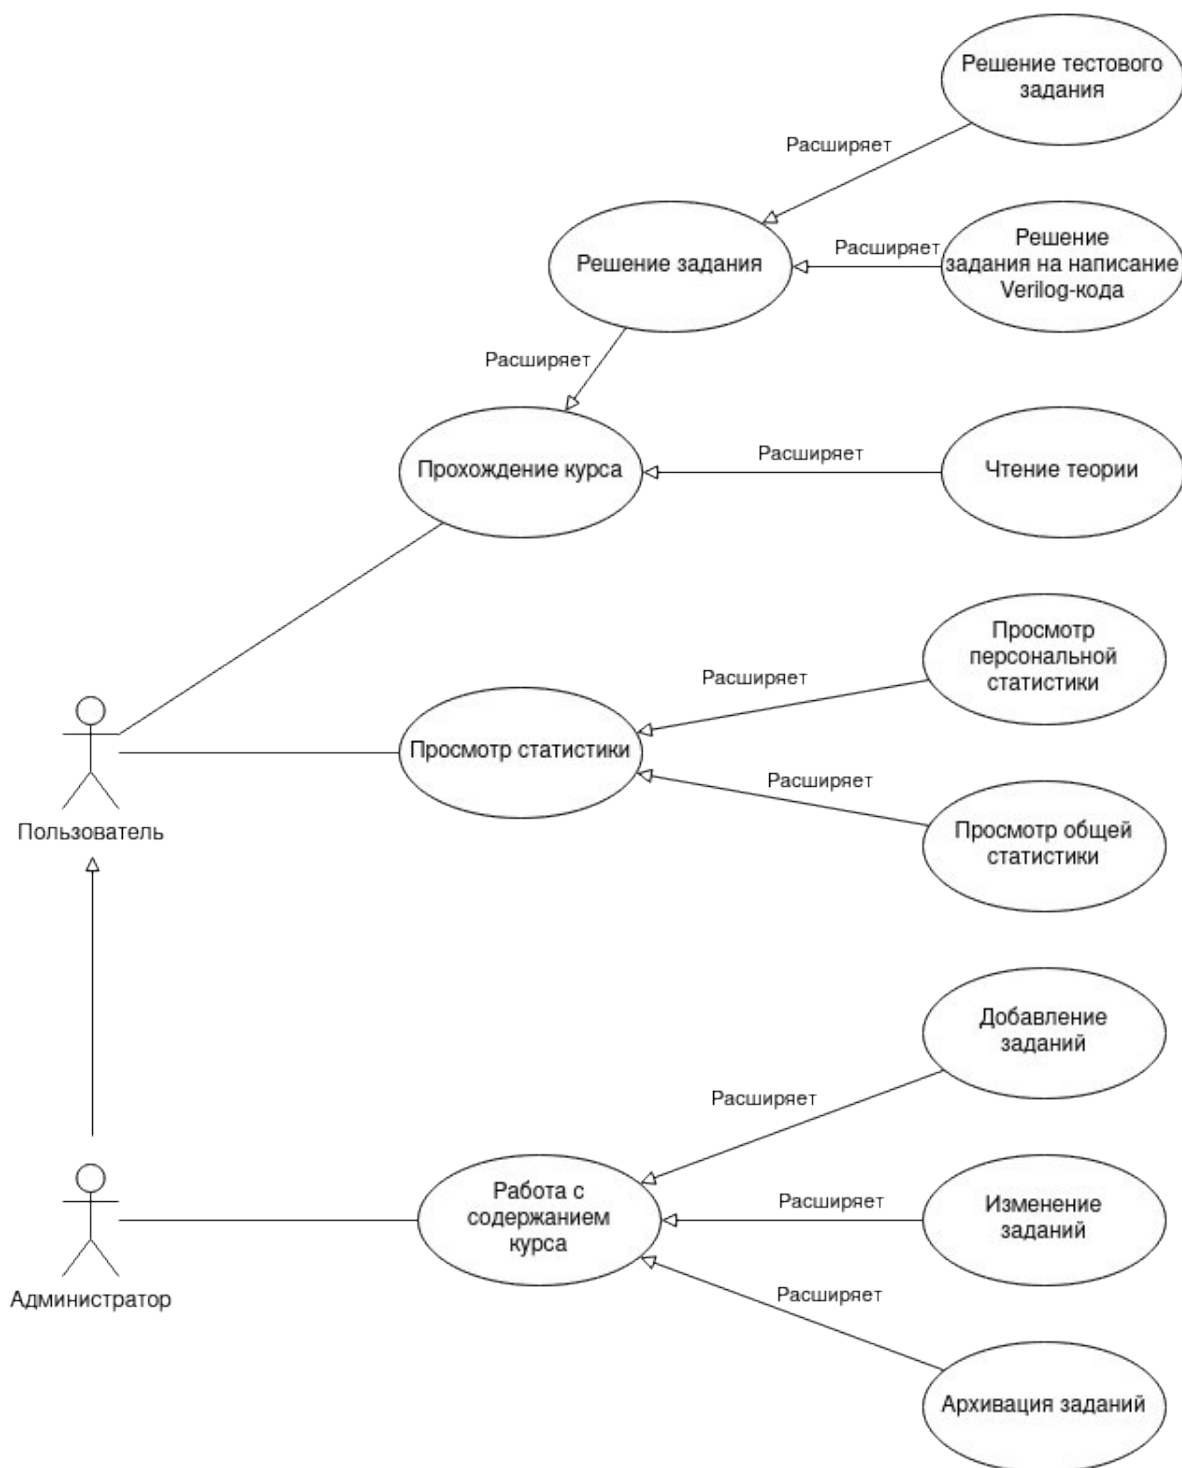 Решение тестового
задания
Расширяет
Решение задания
Расширяет
Решение
задания на написание
Verilog-кода
Расширяет
Прохождение курса
Расширяет
Чтение теории
Просмотр
персональной
статистики
Расширяет
Просмотр статистики
Расширяет
Пользователь
Просмотр общей
статистики
Добавление
заданий
Расширяет
Работа с
содержанием
курса
Расширяет
Изменение
заданий
Администратор
Расширяет
Архивация заданий